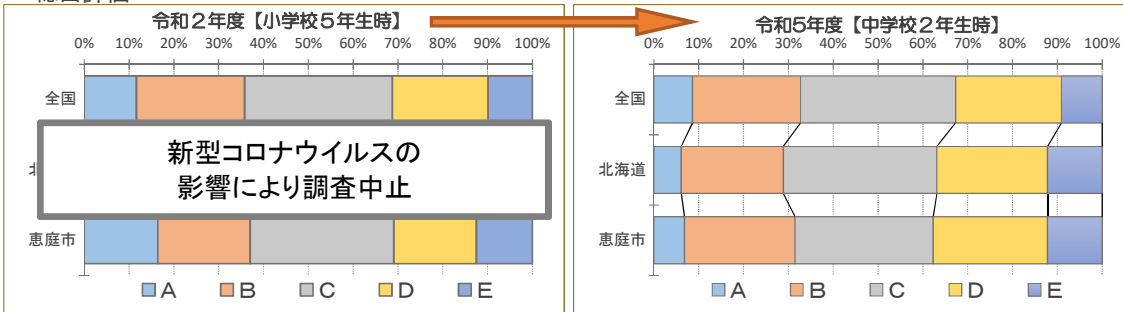 令和２年度【小学校５年生時】
0% 10% 20% 30% 40% 50% 60% 70% 80% 90% 100%
全国
新型コロナウイルスの
影響により調査中止
恵庭市
A B C D E
令和5年度【中学校２年生時】
0% 10% 20% 30% 40% 50% 60% 70% 80% 90% 100%
全国
北海道
恵庭市
A B C D E